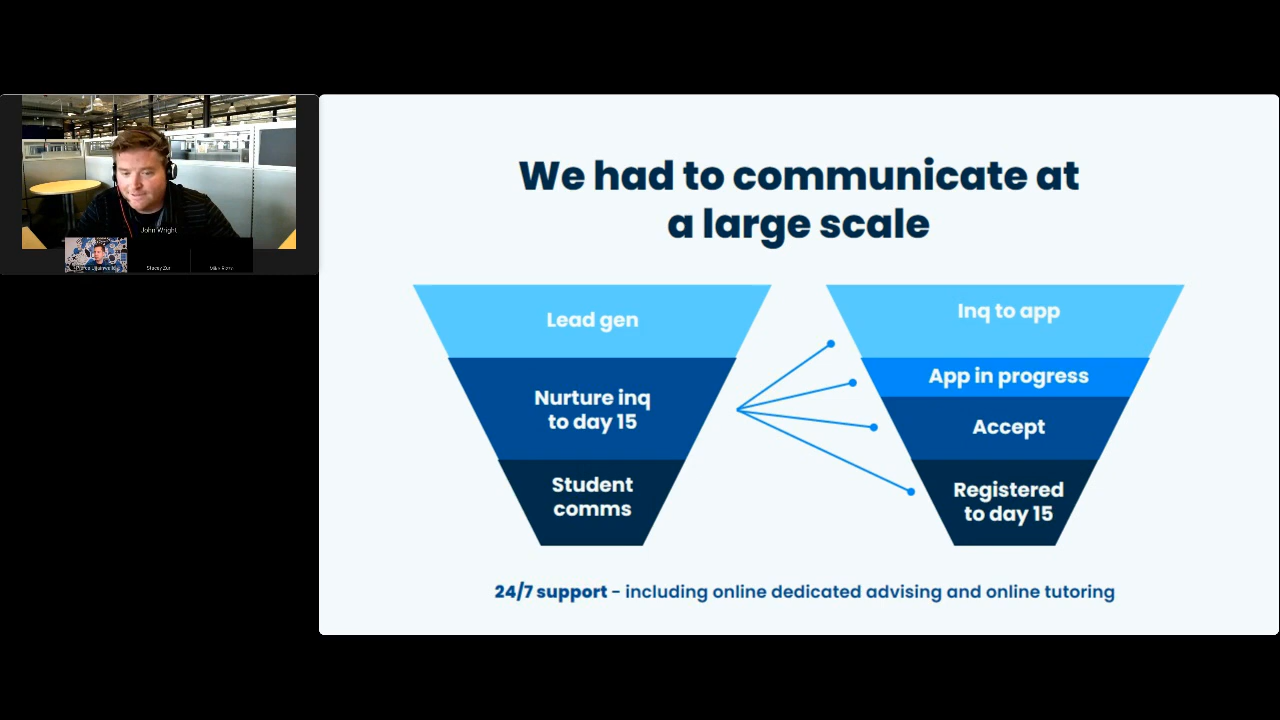 John Wright
Stacey Zur
We had to communicate at
a large scale
Lead gen
Nurture inq
to day 15
Student
comms
Inq to app
App in progress
Accept
Registered
to day 15
24/7 support - including online dedicated advising and online tutoring